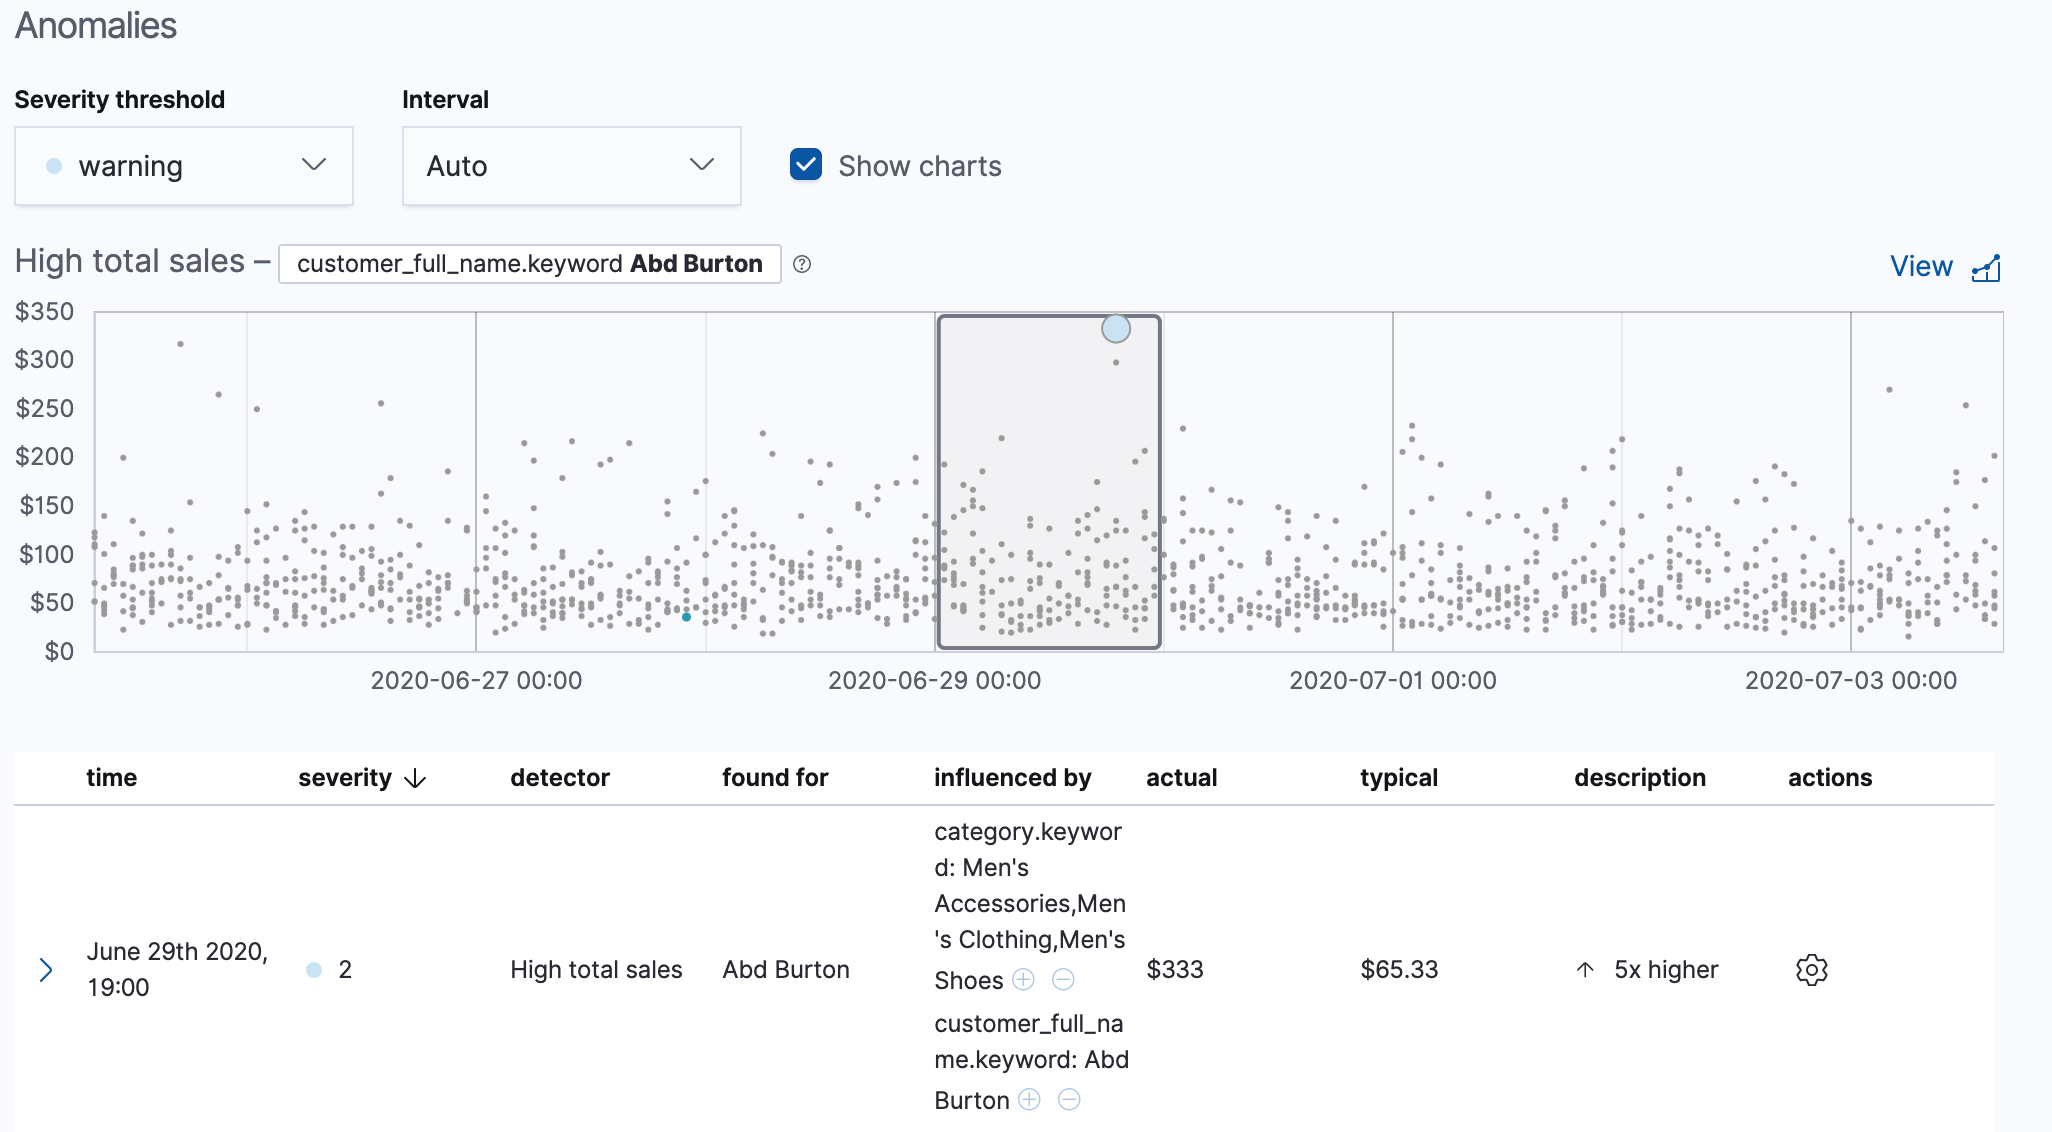 Anomalies
Severity threshold
Interval
warning
Auto
Show charts
High total sales – customer_full_name.keyword Abd Burton
View
$350
$300
$250
$200
$150
$100
$50
$0
2020-06-27 00:00
2020-06-29 00:00
2020-07-01 00:00
2020-07-03 00:00
time
severity
detector
found for
influenced by
actual
typical
description
actions
June 29th 2020,
19:00
2
High total sales
Abd Burton
category.keywor
d: Men's
Accessories,Men
's Clothing,Men's
Shoes
customer_full_na
me.keyword: Abd
Burton
$333
$65.33
5x higher